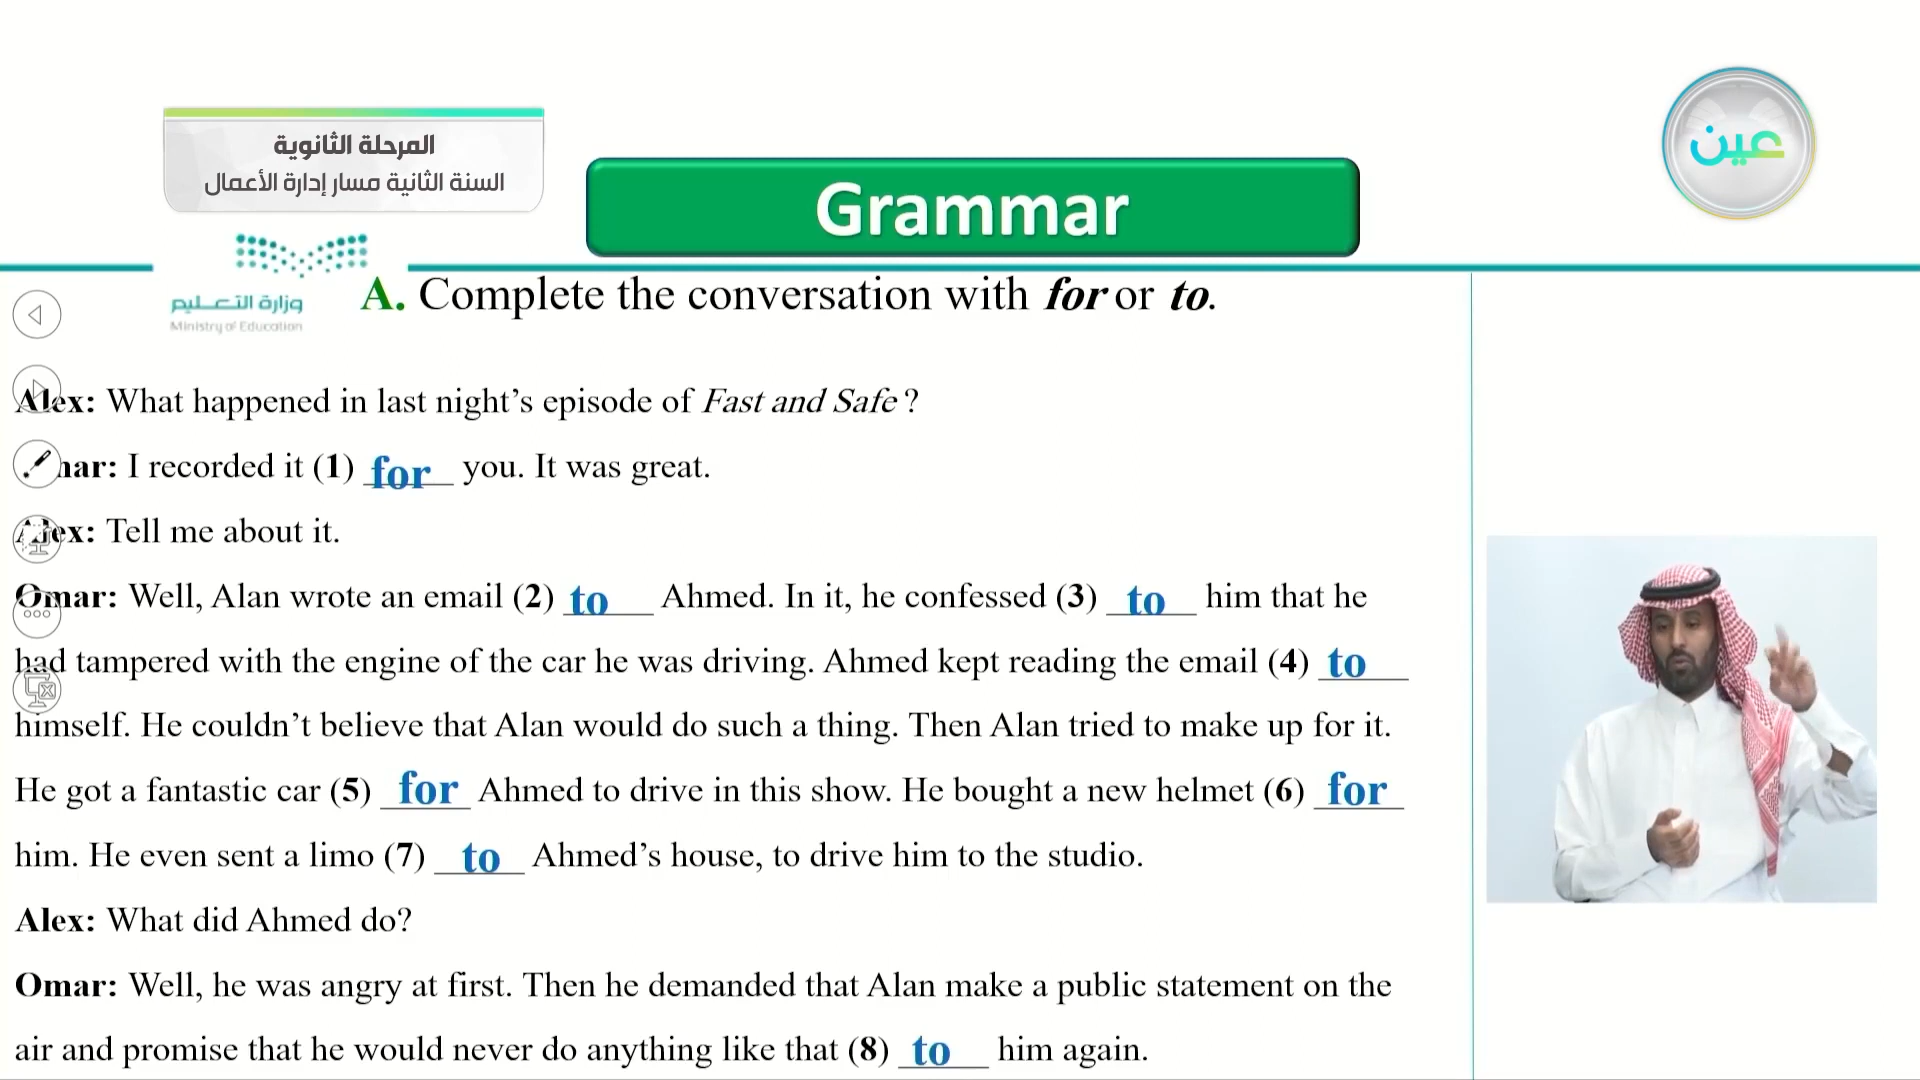 المرحلة الثانوية
السنة الثانية مسار إدارة الأعمال
عين
Grammar
وزارة التعليم
Ministry of Education
A. Complete the conversation with for or to.
Alex: What happened in last night’s episode of Fast and Safe ?
mar: I recorded it (1) for you. It was great.
Alex: Tell me about it.
Omar: Well, Alan wrote an email (2) to Ahmed. In it, he confessed (3) to him that he
had tampered with the engine of the car he was driving. Ahmed kept reading the email (4) to
himself. He couldn’t believe that Alan would do such a thing. Then Alan tried to make up for it.
He got a fantastic car (5) for Ahmed to drive in this show. He bought a new helmet (6) for
him. He even sent a limo (7) to Ahmed’s house, to drive him to the studio.
Alex: What did Ahmed do?
Omar: Well, he was angry at first. Then he demanded that Alan make a public statement on the
air and promise that he would never do anything like that (8) to him again.